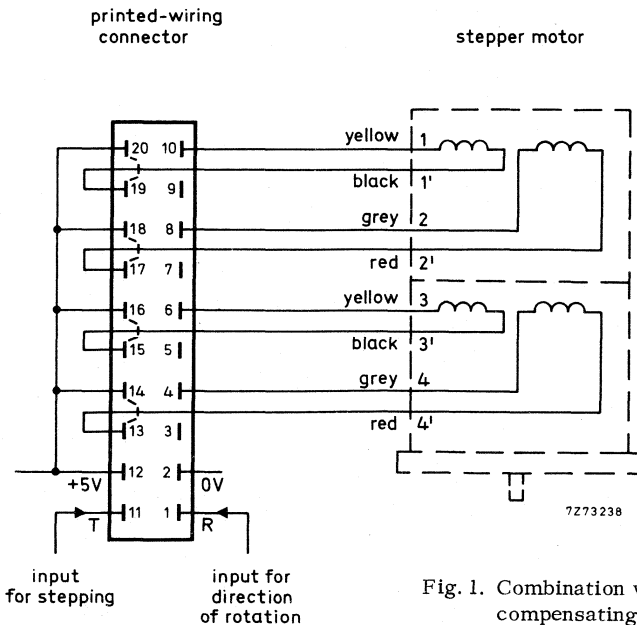 printed-wiring
connector
stepper motor
20 10 yellow 1
19 9 black 1'
18 8 grey 2
17 7 red 2'
16 6 yellow 3
15 5 black 3'
14 4 grey 4
13 3 red 4'
+5V 12 2 0V
T 11 1 R
7Z73238
input
for stepping
input for
direction
of rotation
Fig. 1. Combination
compensating